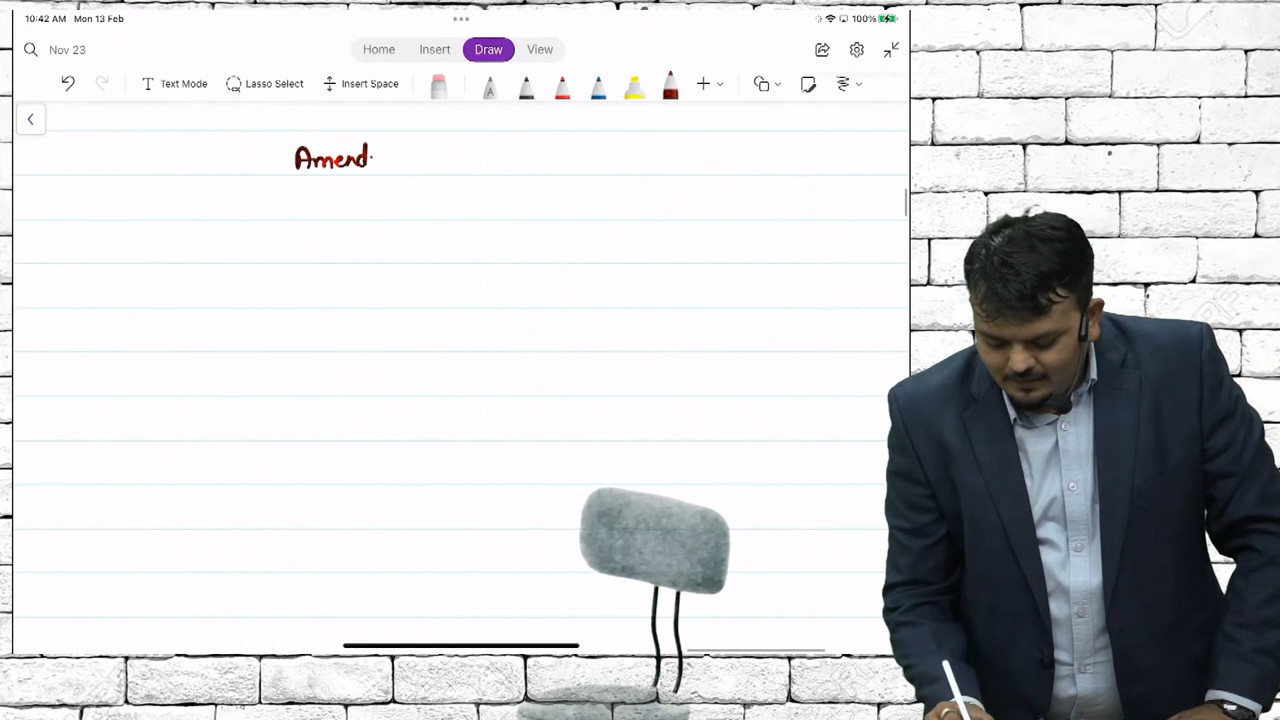 10:42 AM Mon 13 Feb
100%
Nov 23
Home Insert Draw View
Text Mode Lasso Select Insert Space
Amend